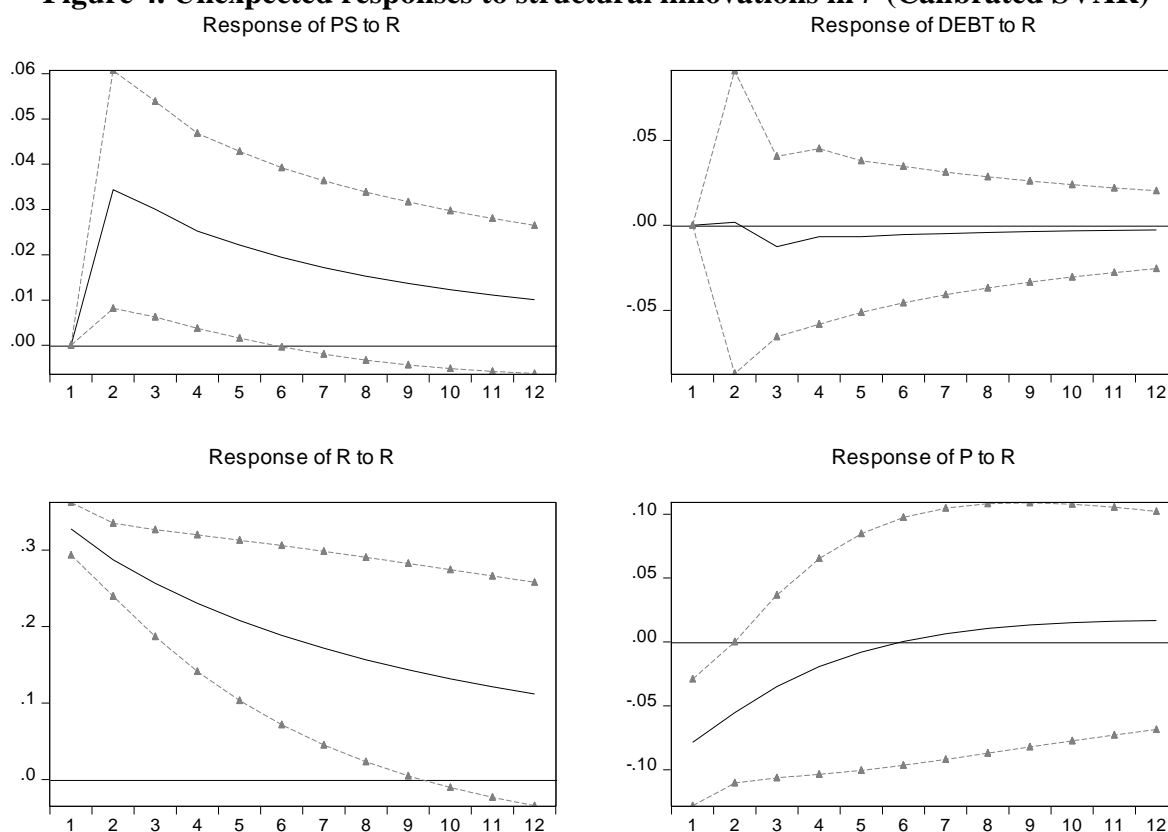 Figure 4. Unexpected responses to structural innovations in r (Calibrated SVAR)
Response of PS to R
Response of DEBT to R
.06
.05
.04
.03
.02
.01
.00
1 2 3 4 5 6 7 8 9 10 11 12
.05
.00
-.05
1 2 3 4 5 6 7 8 9 10 11 12
Response of R to R
Response of P to R
.3
.2
.1
.0
1 2 3 4 5 6 7 8 9 10 11 12
.10
.05
.00
-.05
-.10
1 2 3 4 5 6 7 8 9 10 11 12